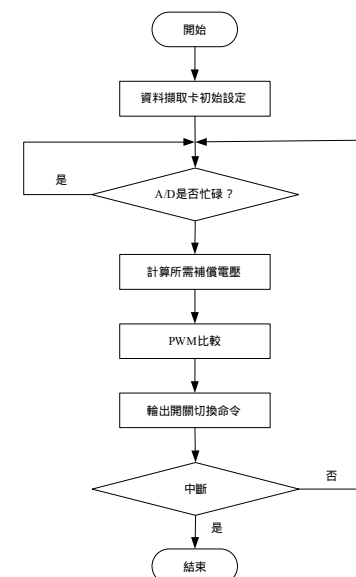 開始
資料擷取卡初始設定
是
A/D是否忙碌？
計算所需補償電壓
PWM比較
輸出開關切換命令
中斷
否
是
結束